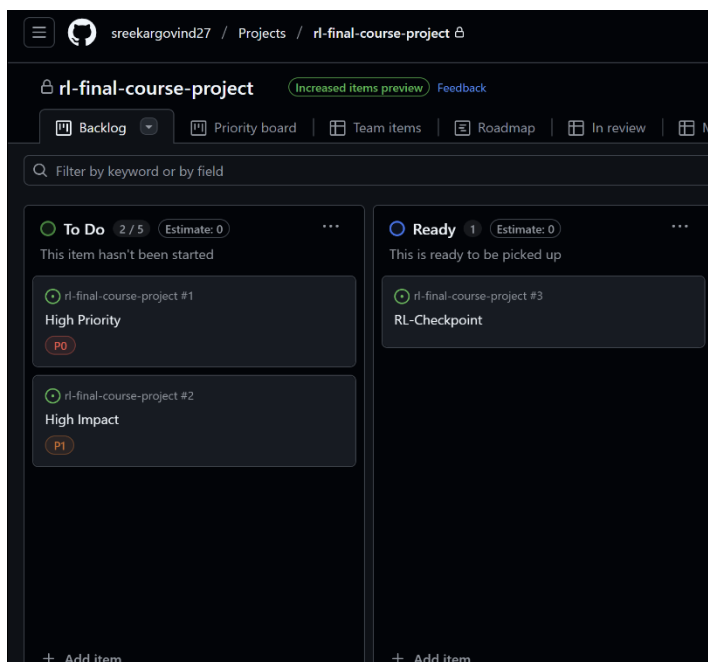 sreekargovind27 / Projects / rl-final-course-project
rl-final-course-project Increased items preview Feedback
Backlog Priority board Team items Roadmap In review
Filter by keyword or by field
To Do 2 / 5 Estimate: 0 ...
This item hasn't been started
rl-final-course-project #1
High Priority
P0
rl-final-course-project #2
High Impact
P1
+ Add item
Ready 1 Estimate: 0 ...
This is ready to be picked up
rl-final-course-project #3
RL-Checkpoint
+ Add item